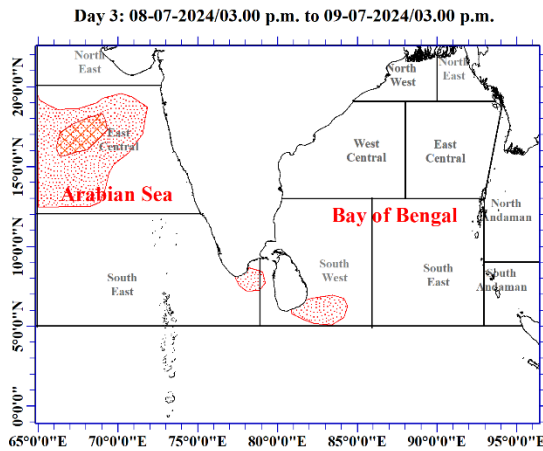 Day 3: 08-07-2024/03.00 p.m. to 09-07-2024/03.00 p.m.
North
East
North
West
North
East
20°0'0"N
East
Central
West
Central
East
Central
15°0'0"N
Arabian Sea
Bay of Bengal
North
Andaman
10°0'0"N
South
East
South
West
South
East
South
Andaman
5°0'0"N
0°0'0"
65°0'0"E
70°0'0"E
75°0'0"E
80°0'0"E
85°0'0"E
90°0'0"E
95°0'0"E